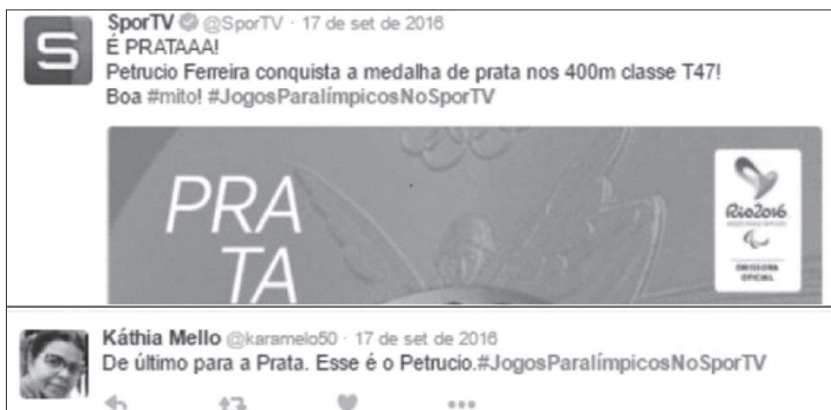 SporTV @SporTV · 17 de set de 2016
É PRATAAA!
Petrucio Ferreira conquista a medalha de prata nos 400m classe T47!
Boa #mito! #JogosParalímpicosNoSporTV
S
PRA
TA
Rio2016
EMISSORA
OFICIAL
Káthia Mello @karamelo50 · 17 de set de 2016
De último para a Prata. Esse é o Petrucio.#JogosParalímpicosNoSporTV